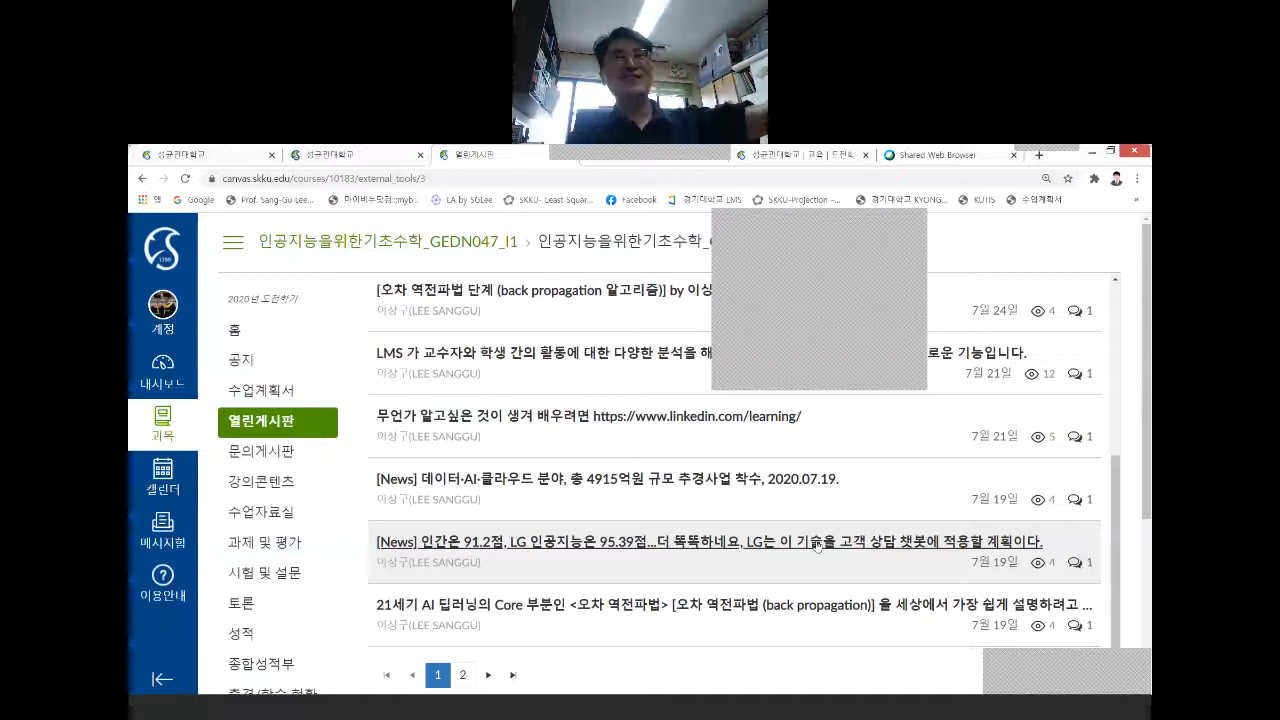 성균관대학교
성균관대학교
열린게시판
성균관대학교 | 교육 | 도전학
Shared Web Browser
canvas.skku.edu/courses/10183/external_tools/3
앱
Google
Prof. Sang-Gu Lee...
마이비누닷컴:::myb...
LA by SGLee
SKKU- Least Squar...
Facebook
경기대학교 LMS
SKKU-Projection –...
경기대학교 KYONG...
KUTIS
수업계획서
»
인공지능을위한기초수학_GEDN047_I1 › 인공지능을위한기초수학_
계정
과목
캘린더
메시지함
이용안내
2020년 도전학기
홈
공지
수업계획서
열린게시판
문의게시판
강의콘텐츠
수업자료실
과제 및 평가
시험 및 설문
토론
성적
종합성적부
[오차 역전파법 단계 (back propagation 알고리즘)] by 이상
이상구(LEE SANGGU)
7월 24일 4 1
LMS 가 교수자와 학생 간의 활동에 대한 다양한 분석을 해 로운 기능입니다.
이상구(LEE SANGGU)
7월 21일 12 1
무언가 알고싶은 것이 생겨 배우려면 https://www.linkedin.com/learning/
이상구(LEE SANGGU)
7월 21일 5 1
[News] 데이터·AI·클라우드 분야, 총 4915억원 규모 추경사업 착수, 2020.07.19.
이상구(LEE SANGGU)
7월 19일 4 1
[News] 인간은 91.2점, LG 인공지능은 95.39점...더 똑똑하네요, LG는 이 기술을 고객 상담 챗봇에 적용할 계획이다.
이상구(LEE SANGGU)
7월 19일 4 1
21세기 AI 딥러닝의 Core 부분인 <오차 역전파법> [오차 역전파법 (back propagation)] 을 세상에서 가장 쉽게 설명하려고 ...
이상구(LEE SANGGU)
7월 19일 4 1
1 2